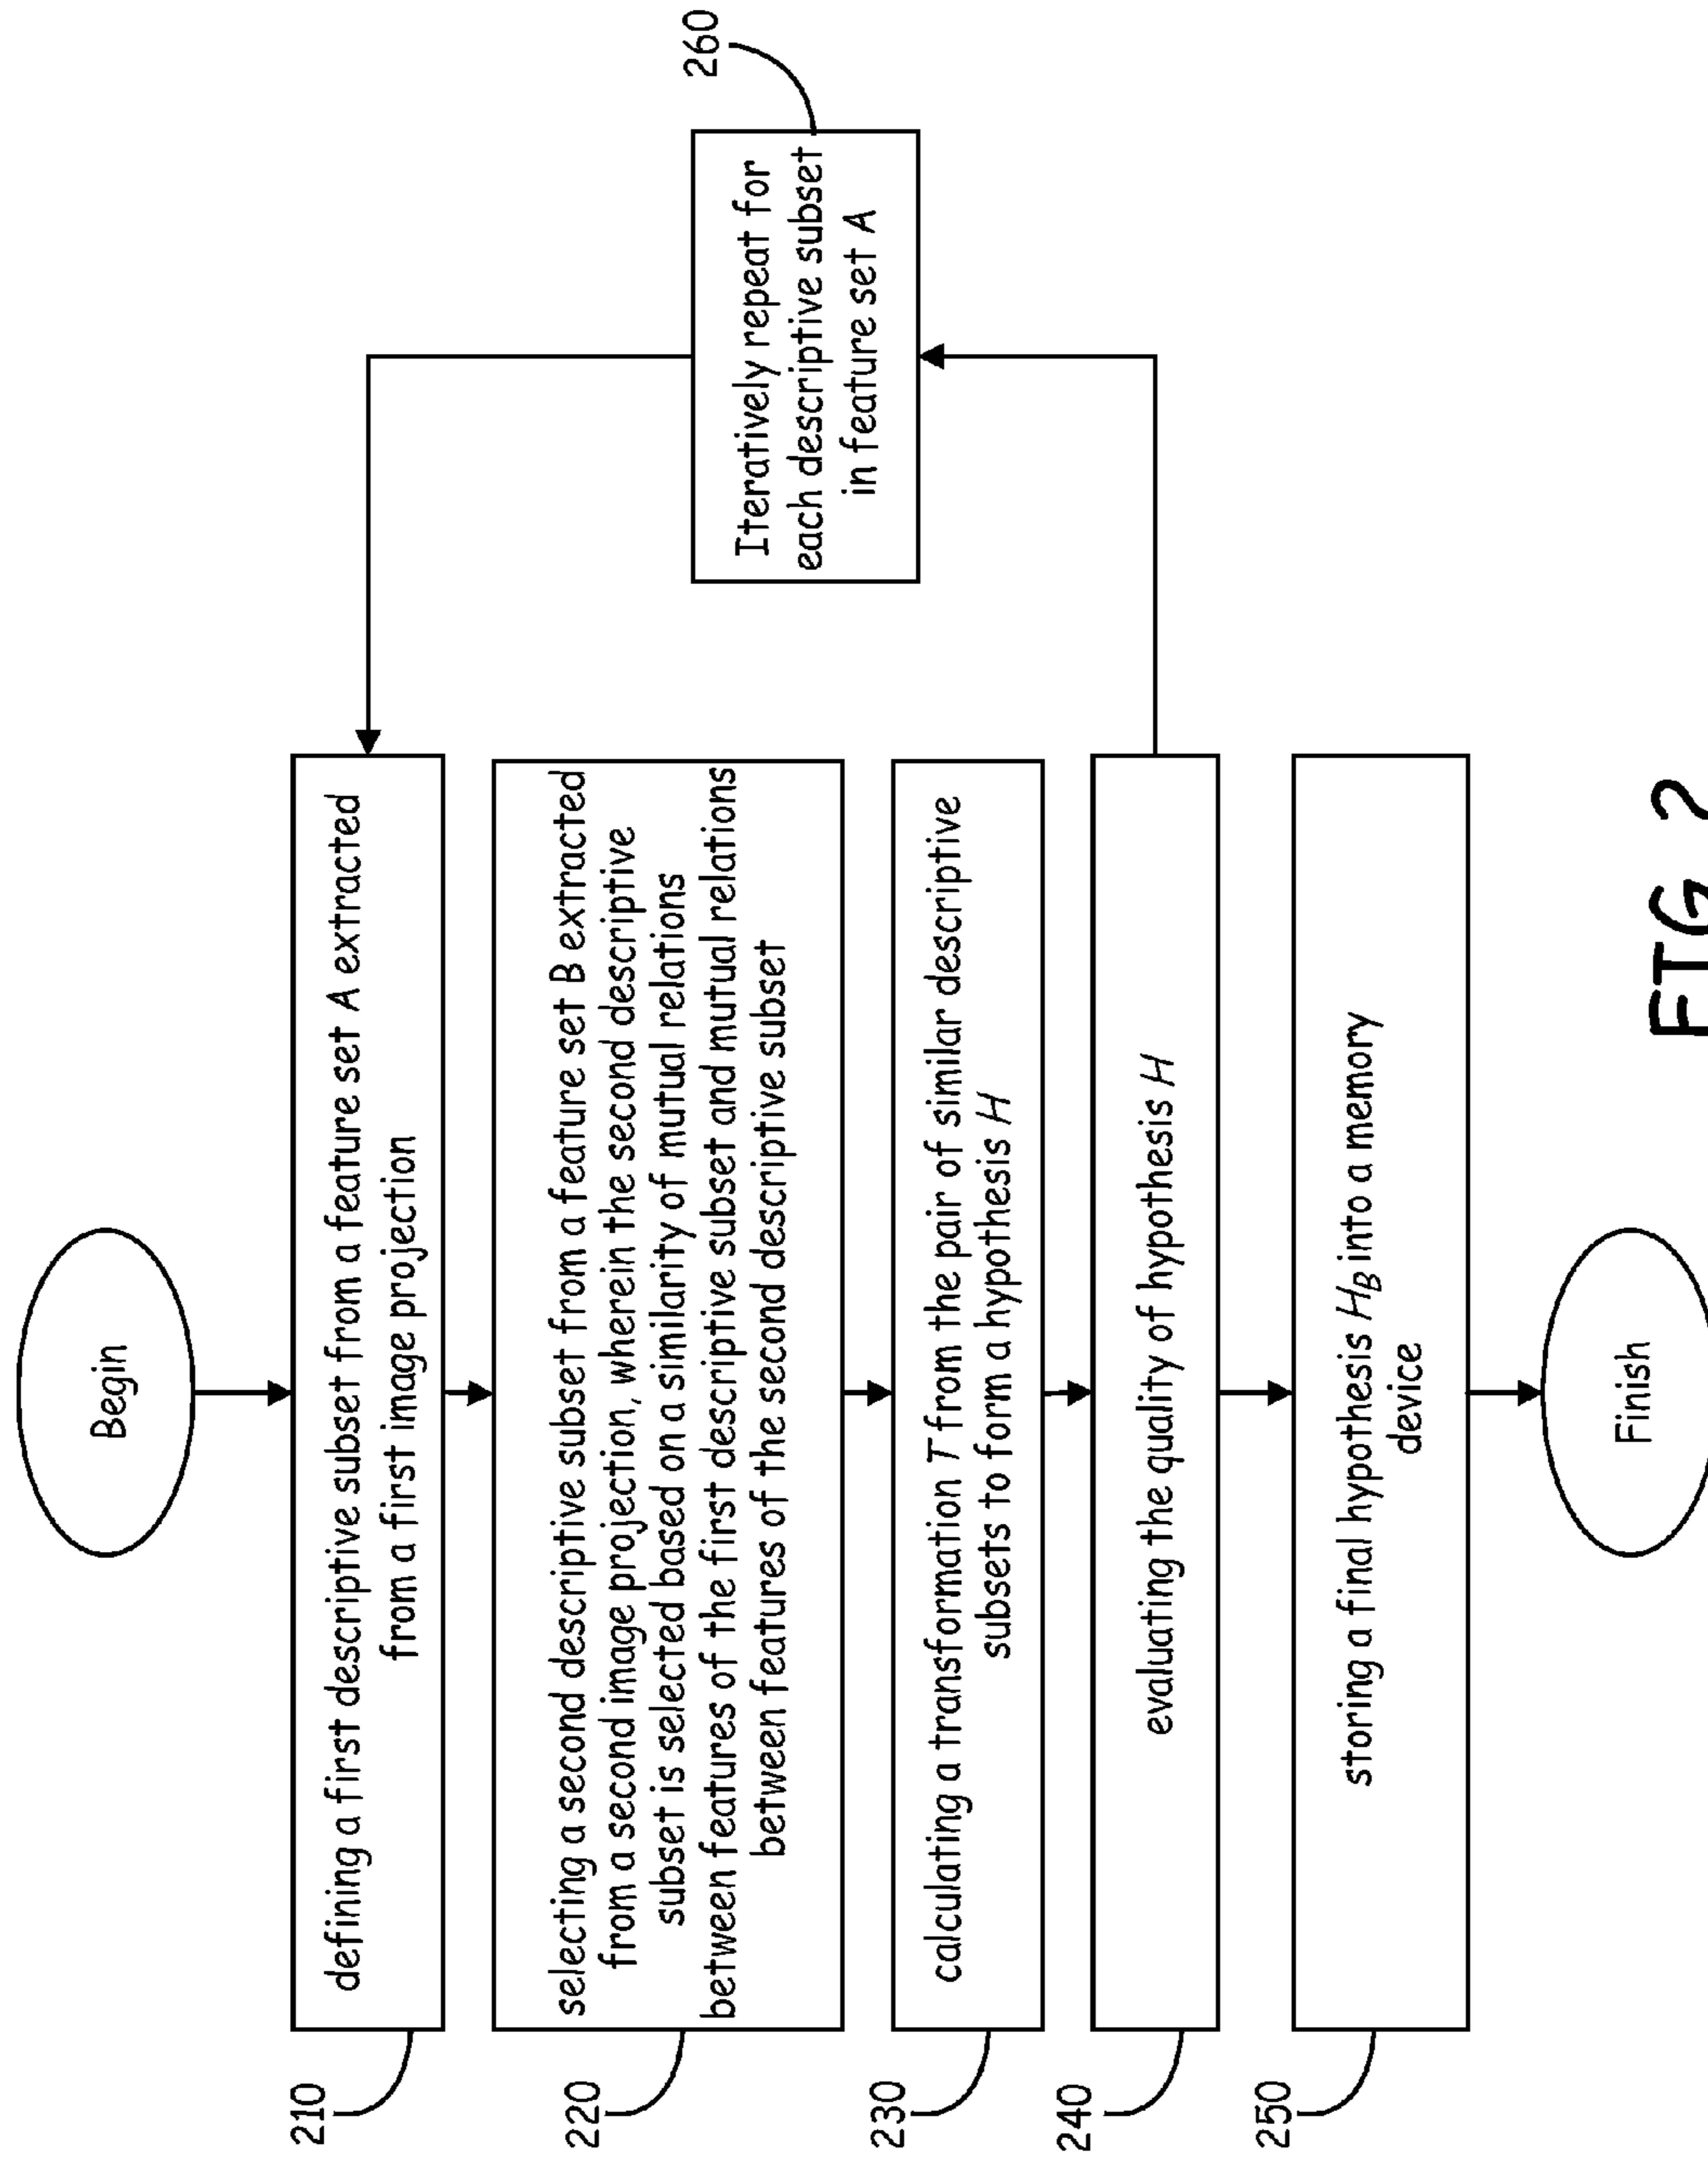 Begin
210
defining a first descriptive subset from a feature set A extracted
from a first image projection
220
selecting a second descriptive subset from a feature set B extracted
from a second image projection, wherein the second descriptive
subset is selected based on a similarity of mutual relations
between features of the first descriptive subset and mutual relations
between features of the second descriptive subset
230
calculating a transformation T from the pair of similar descriptive
subsets to form a hypothesis H
240
evaluating the quality of hypothesis H
250
storing a final hypothesis H_B into a memory
device
Finish
260
Iteratively repeat for
each descriptive subset
in feature set A
FIG 2